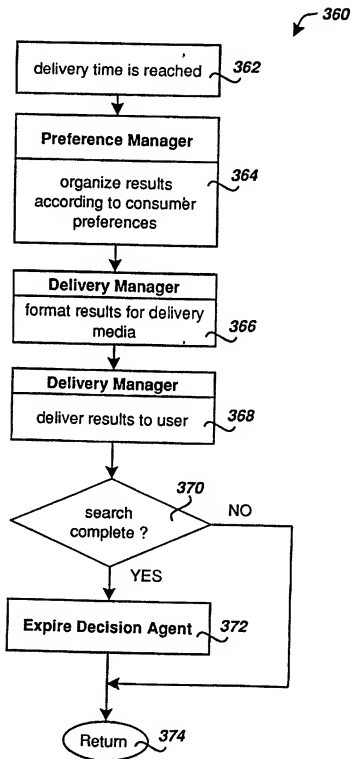 360
delivery time is reached
362
Preference Manager
organize results
according to consumer
preferences
364
Delivery Manager
format results for delivery
media
366
Delivery Manager
deliver results to user
368
370
search
complete ?
NO
YES
Expire Decision Agent
372
Return
374